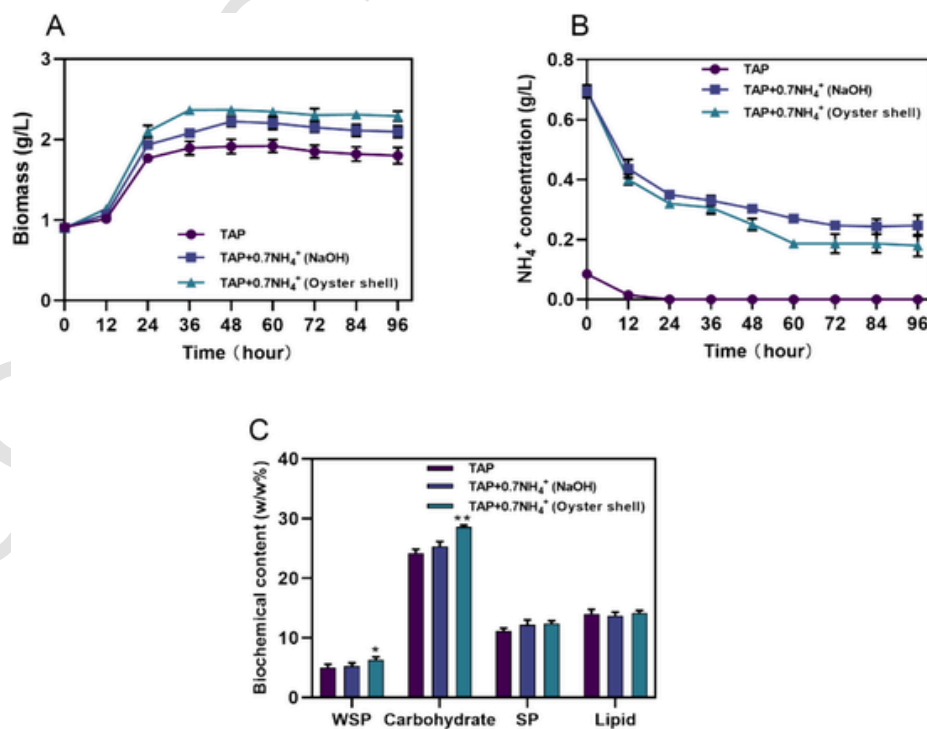 A
Biomass (g/L)
3
2
1
0
TAP
TAP+0.7NH₄⁺ (NaOH)
TAP+0.7NH₄⁺ (Oyster shell)
0 12 24 36 48 60 72 84 96
Time (hour)
B
NH₄⁺ concentration (g/L)
0.8
0.6
0.4
0.2
0.0
TAP
TAP+0.7NH₄⁺ (NaOH)
TAP+0.7NH₄⁺ (Oyster shell)
0 12 24 36 48 60 72 84 96
Time (hour)
C
Biochemical content (w/w%)
40
30
20
10
0
TAP
TAP+0.7NH₄⁺ (NaOH)
TAP+0.7NH₄⁺ (Oyster shell)
**
*
WSP Carbohydrate SP Lipid